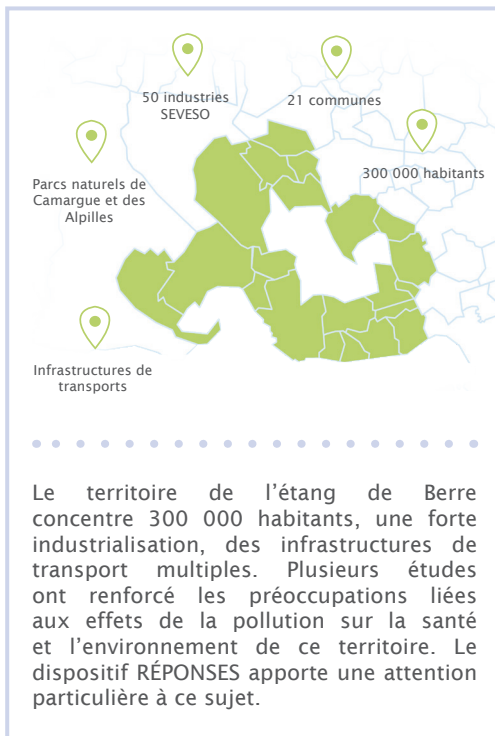 50 industries
SEVESO
21 communes
300 000 habitants
Parcs naturels de
Camargue et des
Alpilles
Infrastructures de
transports
Le territoire de l’étang de Berre
concentre 300 000 habitants, une forte
industrialisation, des infrastructures de
transport multiples. Plusieurs études
ont renforcé les préoccupations liées
aux effets de la pollution sur la santé
et l’environnement de ce territoire. Le
dispositif RÉPONSES apporte une attention
particulière à ce sujet.